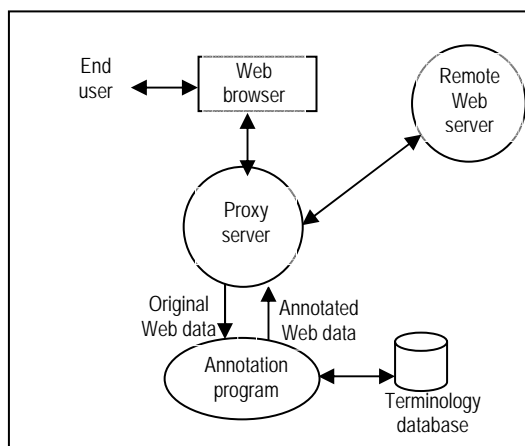 End
user
Web
browser
Remote
Web
server
Proxy
server
Original
Web data
Annotated
Web data
Annotation
program
Terminology
database